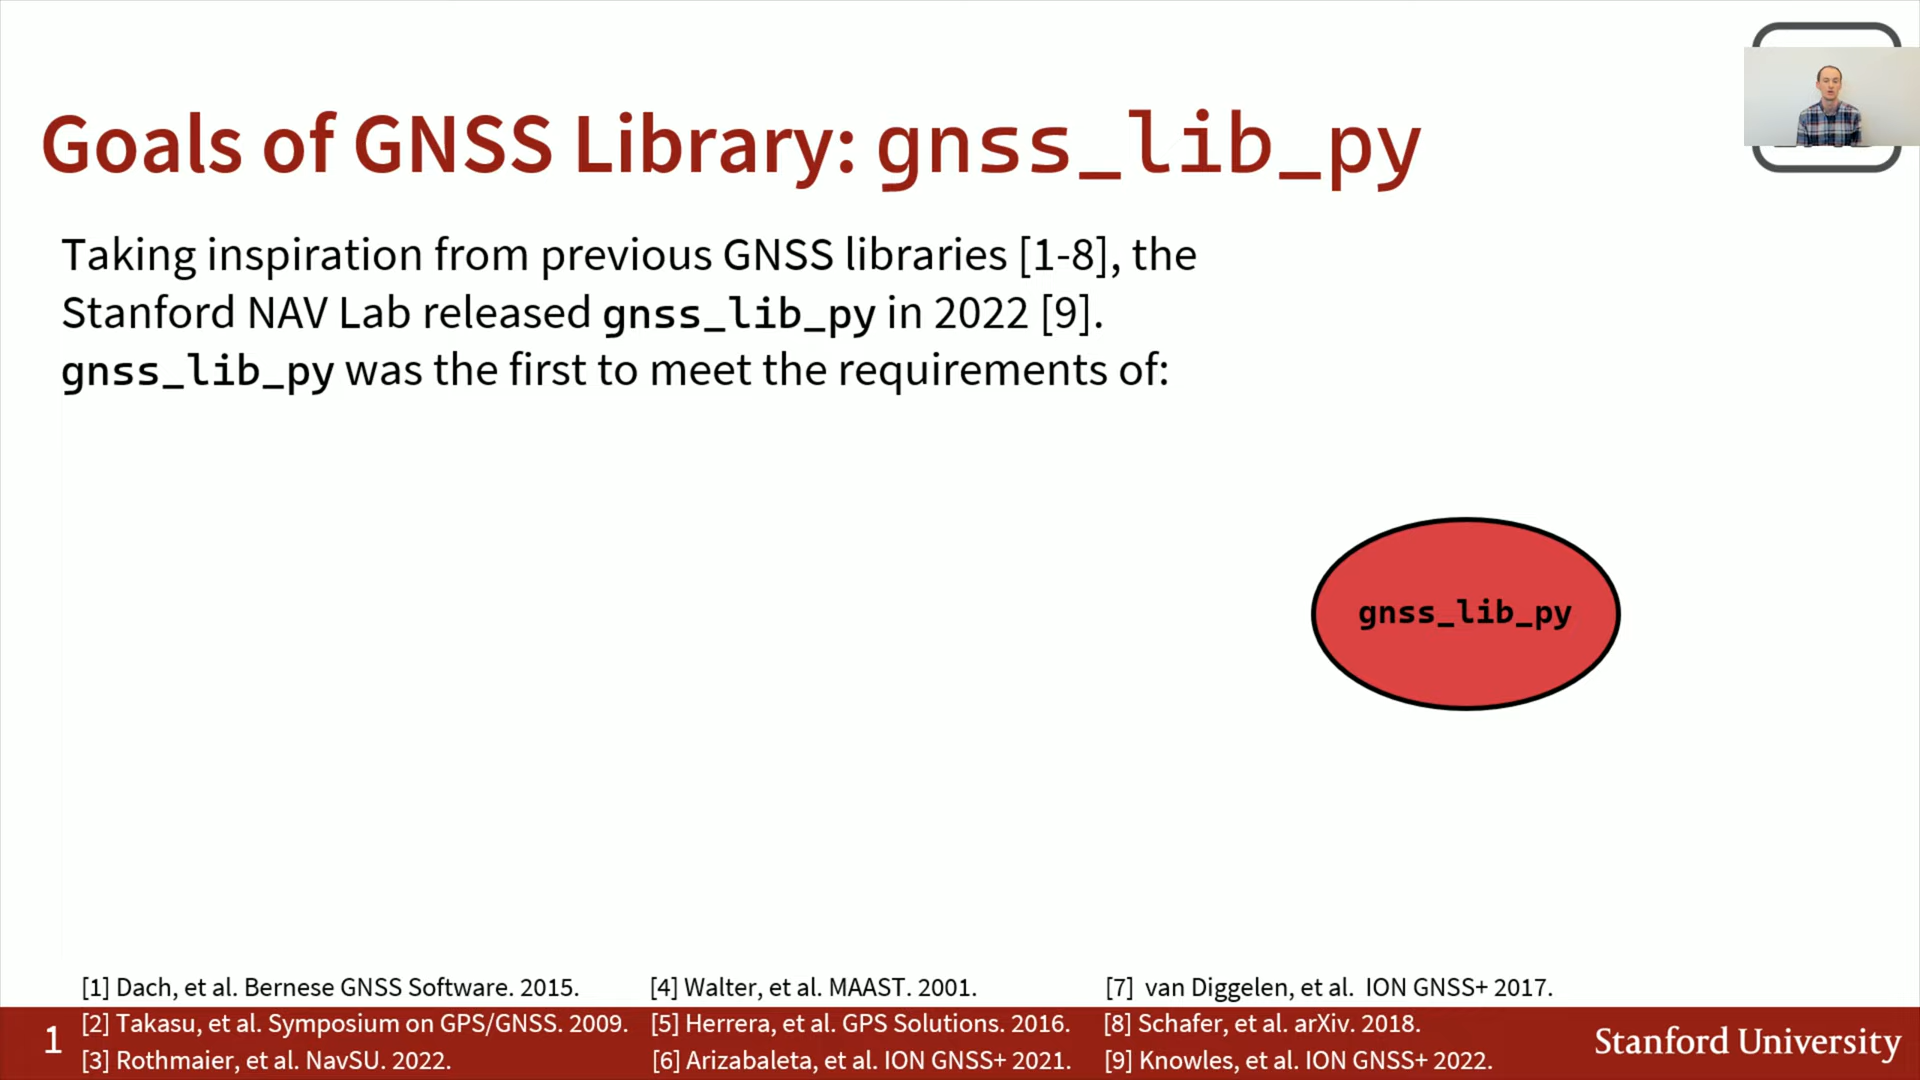 Goals of GNSS Library: gnss_lib_py
Taking inspiration from previous GNSS libraries [1-8], the
Stanford NAV Lab released gnss_lib_py in 2022 [9].
gnss_lib_py was the first to meet the requirements of:
gnss_lib_py
[1] Dach, et al. Bernese GNSS Software. 2015.
[2] Takasu, et al. Symposium on GPS/GNSS. 2009.
[3] Rothmaier, et al. NavSU. 2022.
[4] Walter, et al. MAAST. 2001.
[5] Herrera, et al. GPS Solutions. 2016.
[6] Arizabaleta, et al. ION GNSS+ 2021.
[7] van Diggelen, et al. ION GNSS+ 2017.
[8] Schafer, et al. arXiv. 2018.
[9] Knowles, et al. ION GNSS+ 2022.
1
Stanford University